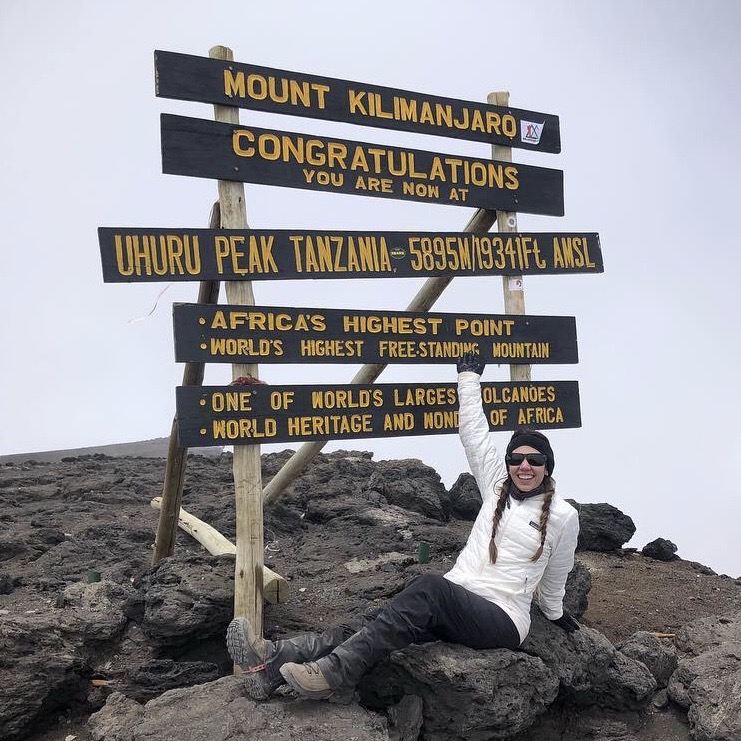 MOUNT KILIMANJARO
CONGRATULATIONS
YOU ARE NOW AT
UHURU PEAK TANZANIA 5895M/19341Ft AMSL
• AFRICA'S HIGHEST POINT
• WORLD'S HIGHEST FREE-STANDING MOUNTAIN
• ONE OF WORLD'S LARGEST VOLCANOES
• WORLD HERITAGE AND WONDER OF AFRICA